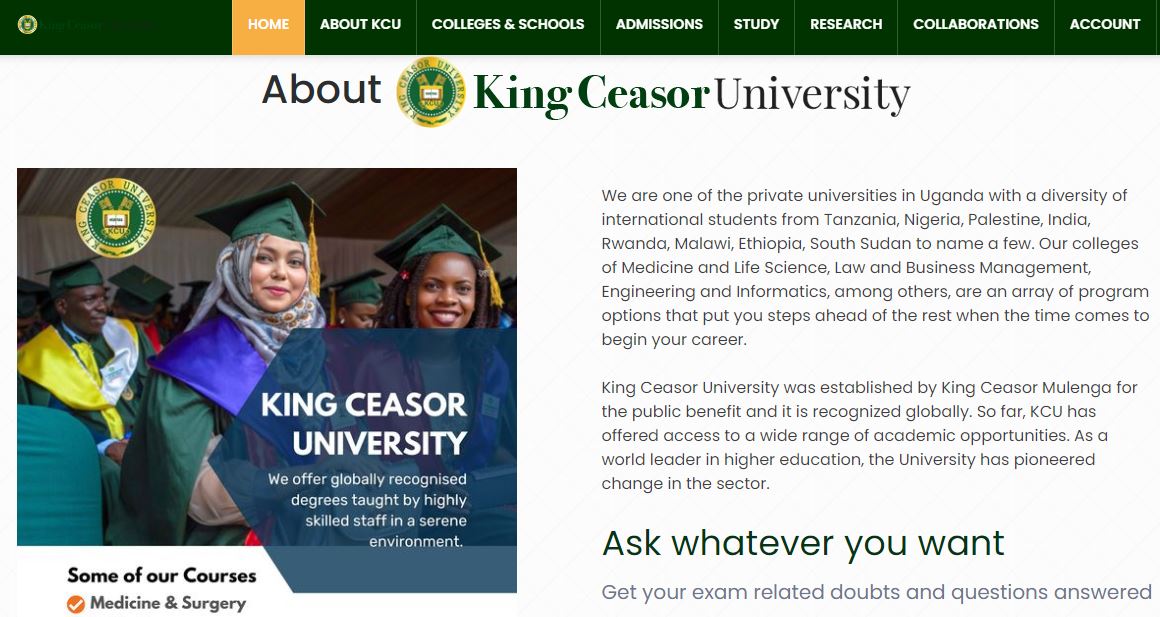 HOME
ABOUT KCU
COLLEGES & SCHOOLS
ADMISSIONS
STUDY
RESEARCH
COLLABORATIONS
ACCOUNT
About King Ceasor University
KING CEASOR UNIVERSITY
KCU
KING CEASOR UNIVERSITY
KCU
KING CEASOR
UNIVERSITY
We offer globally recognised
degrees taught by highly
skilled staff in a serene
environment.
Some of our Courses
Medicine & Surgery
We are one of the private universities in Uganda with a diversity of
international students from Tanzania, Nigeria, Palestine, India,
Rwanda, Malawi, Ethiopia, South Sudan to name a few. Our colleges
of Medicine and Life Science, Law and Business Management,
Engineering and Informatics, among others, are an array of program
options that put you steps ahead of the rest when the time comes to
begin your career.
King Ceasor University was established by King Ceasor Mulenga for
the public benefit and it is recognized globally. So far, KCU has
offered access to a wide range of academic opportunities. As a
world leader in higher education, the University has pioneered
change in the sector.
Ask whatever you want
Get your exam related doubts and questions answered